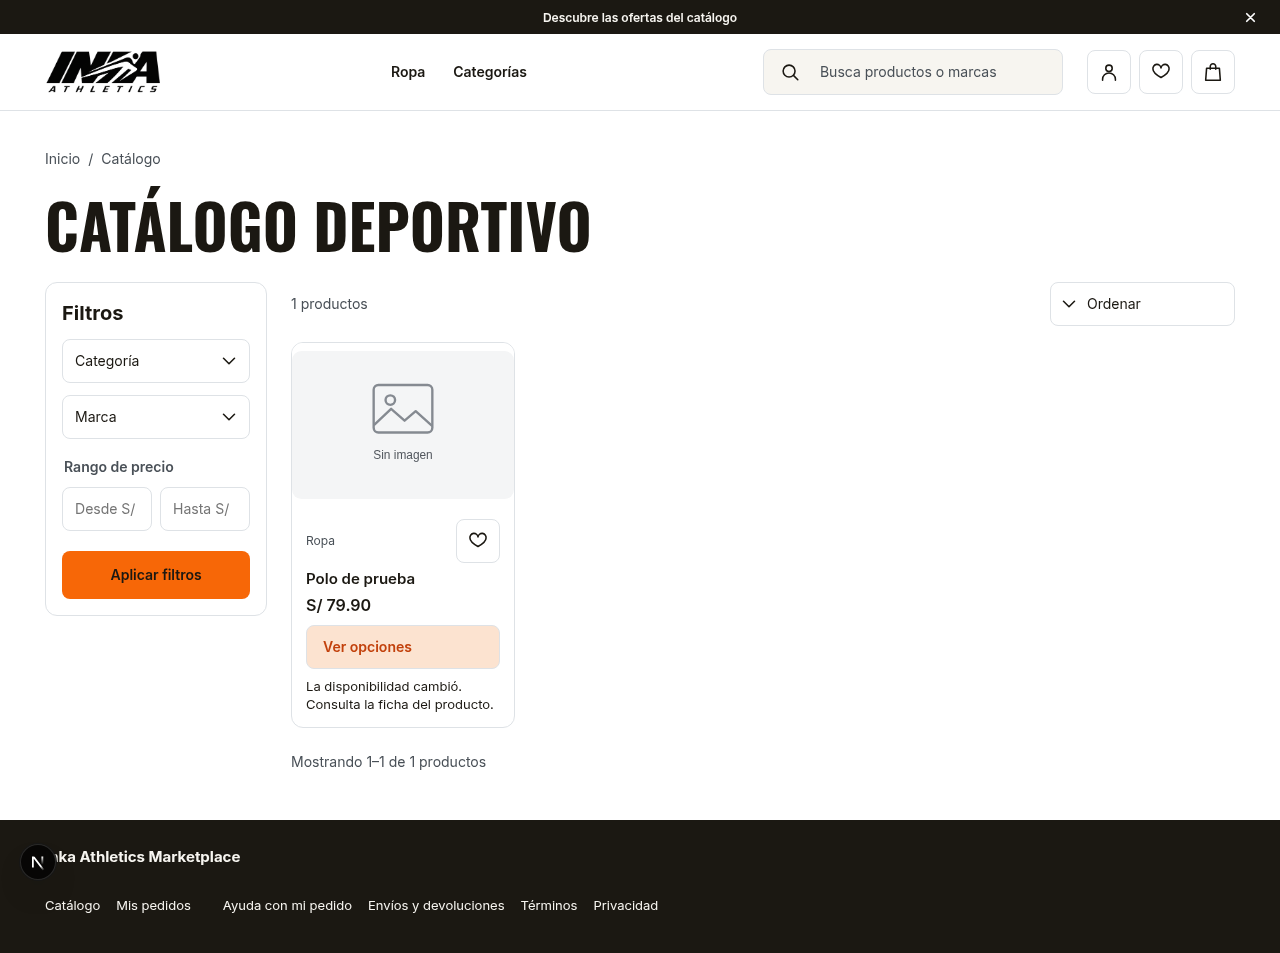 Descubre las ofertas del catálogo
INKA
ATHLETICS
Ropa
Categorías
Busca productos o marcas
Inicio / Catálogo
CATÁLOGO DEPORTIVO
Filtros
Categoría
Marca
Rango de precio
Desde S/
Hasta S/
Aplicar filtros
1 productos
Ordenar
Sin imagen
Ropa
Polo de prueba
S/ 79.90
Ver opciones
La disponibilidad cambió.
Consulta la ficha del producto.
Mostrando 1–1 de 1 productos
N
nka Athletics Marketplace
Catálogo Mis pedidos Ayuda con mi pedido Envíos y devoluciones Términos Privacidad